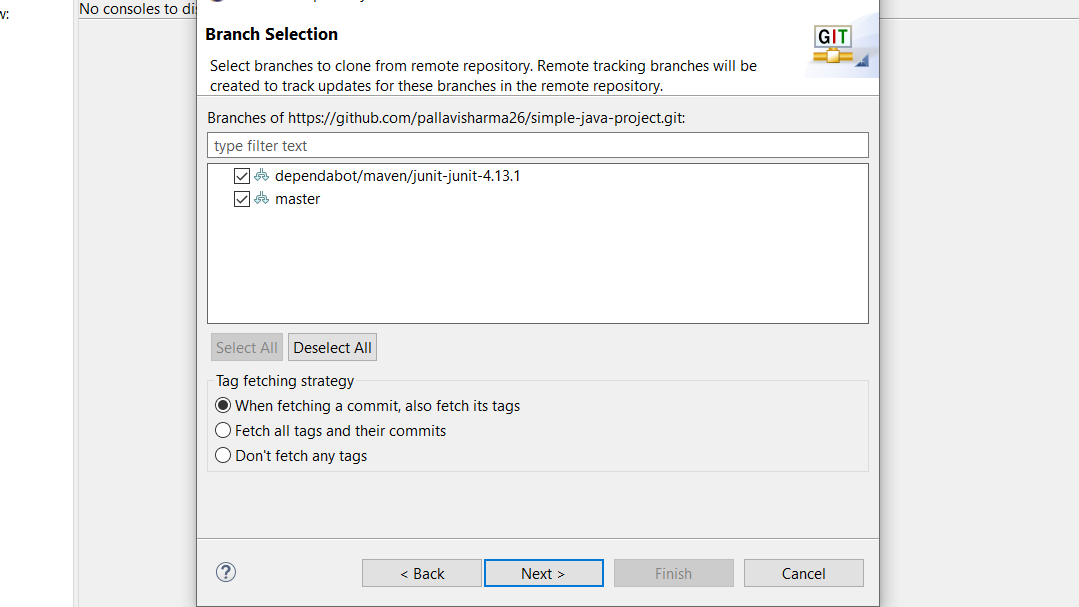 w:
No consoles to di
Branch Selection
GIT
Select branches to clone from remote repository. Remote tracking branches will be
created to track updates for these branches in the remote repository.
Branches of https://github.com/pallavisharma26/simple-java-project.git:
type filter text
dependabot/maven/junit-junit-4.13.1
master
Select All
Deselect All
Tag fetching strategy
When fetching a commit, also fetch its tags
Fetch all tags and their commits
Don't fetch any tags
?
< Back
Next >
Finish
Cancel